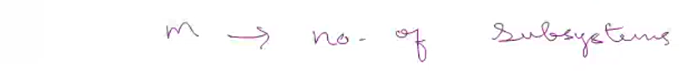 m → no. of subsystems